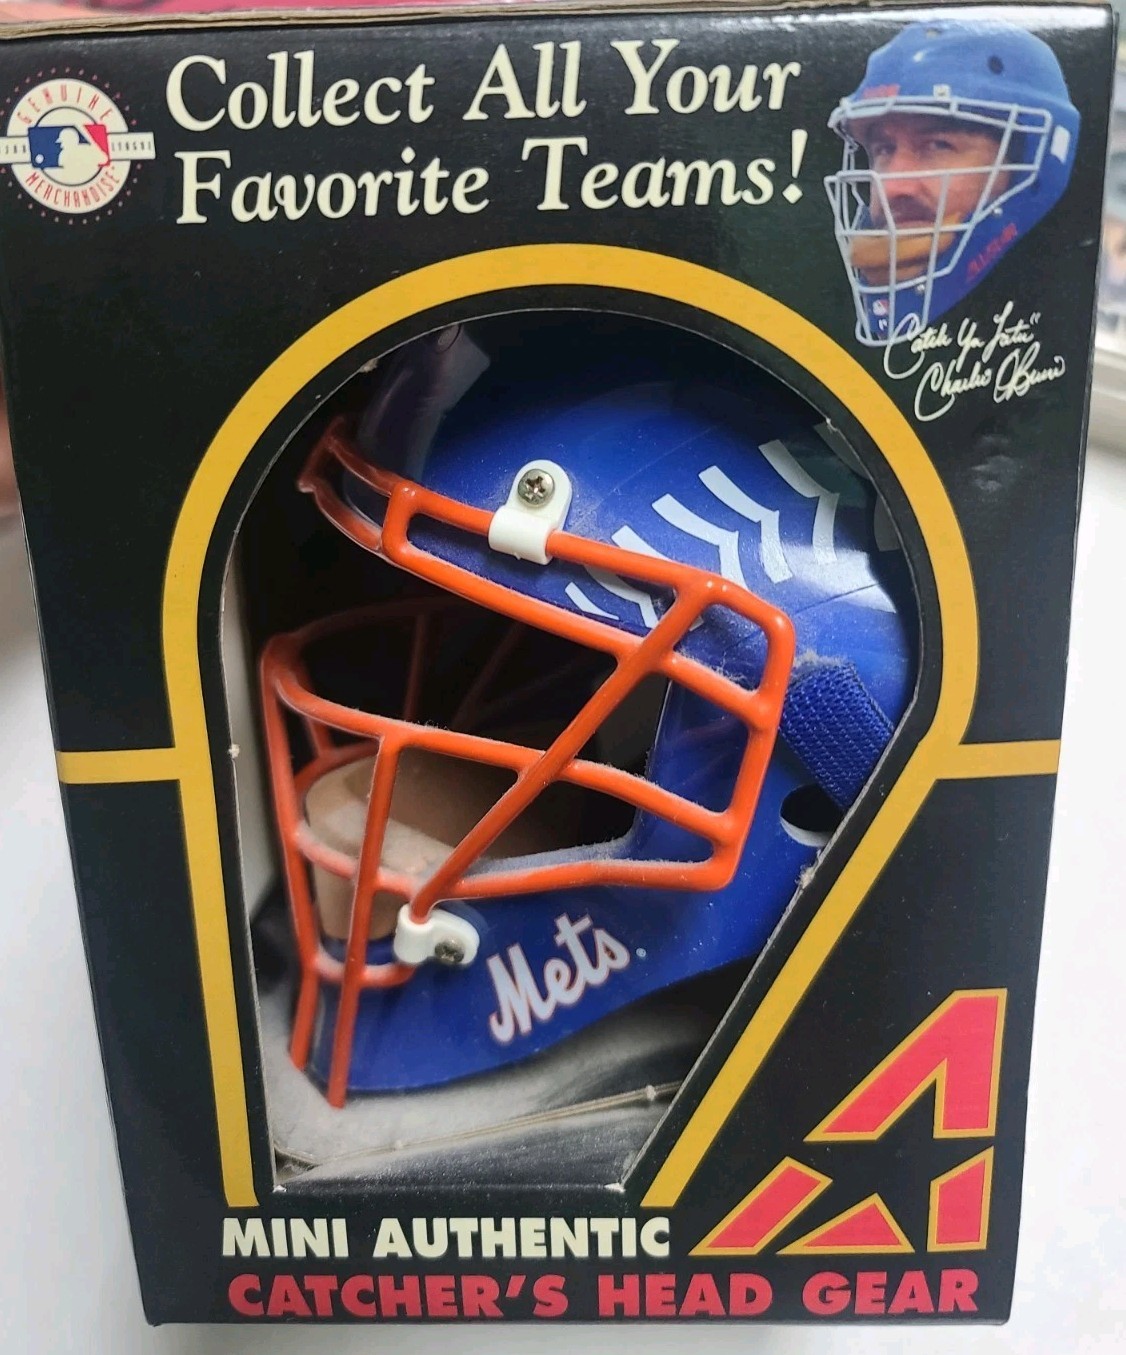 Collect All Your
Favorite Teams!
GENUINE
MERCHANDISE
"Catch Ya Later"
Charlie O'Brien
Mets
MINI AUTHENTIC
CATCHER'S HEAD GEAR